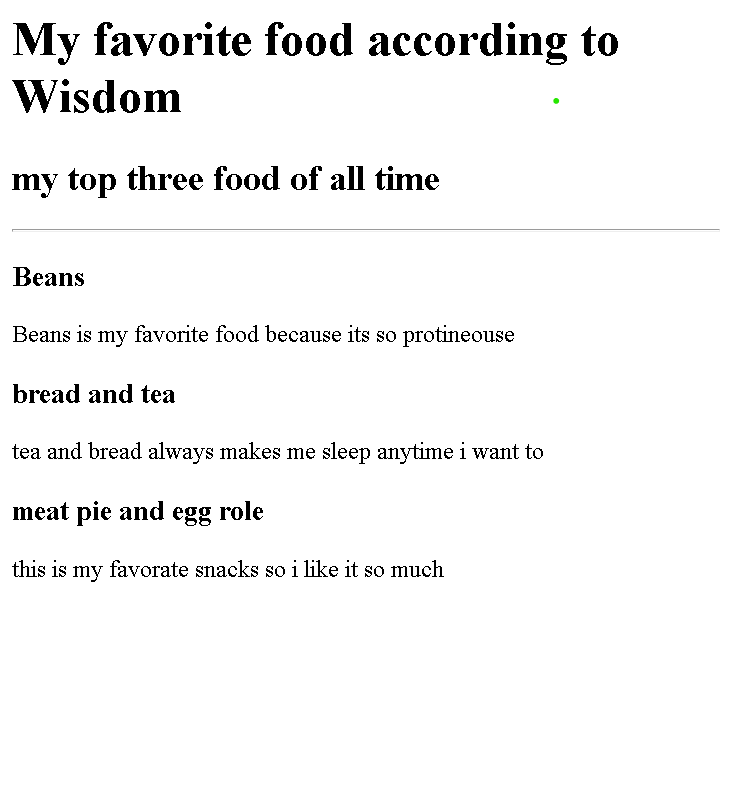 My favorite food according to
Wisdom
my top three food of all time
Beans
Beans is my favorite food because its so protineouse
bread and tea
tea and bread always makes me sleep anytime i want to
meat pie and egg role
this is my favorate snacks so i like it so much